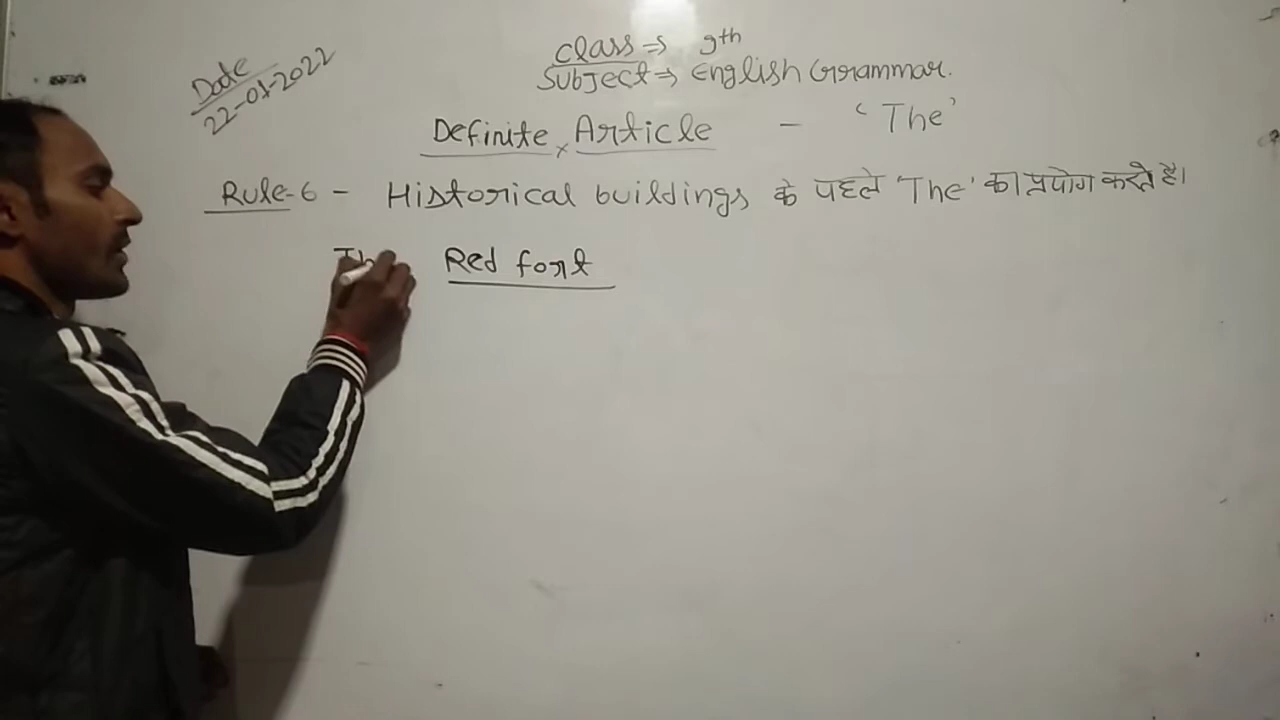 Date
22-01-2022
Class ⇒ 9th
Subject ⇒ English Grammar.
Definite Article - 'The'
Rule-6 - Historical buildings के पहले 'The' का प्रयोग करते है।
Th Red fort